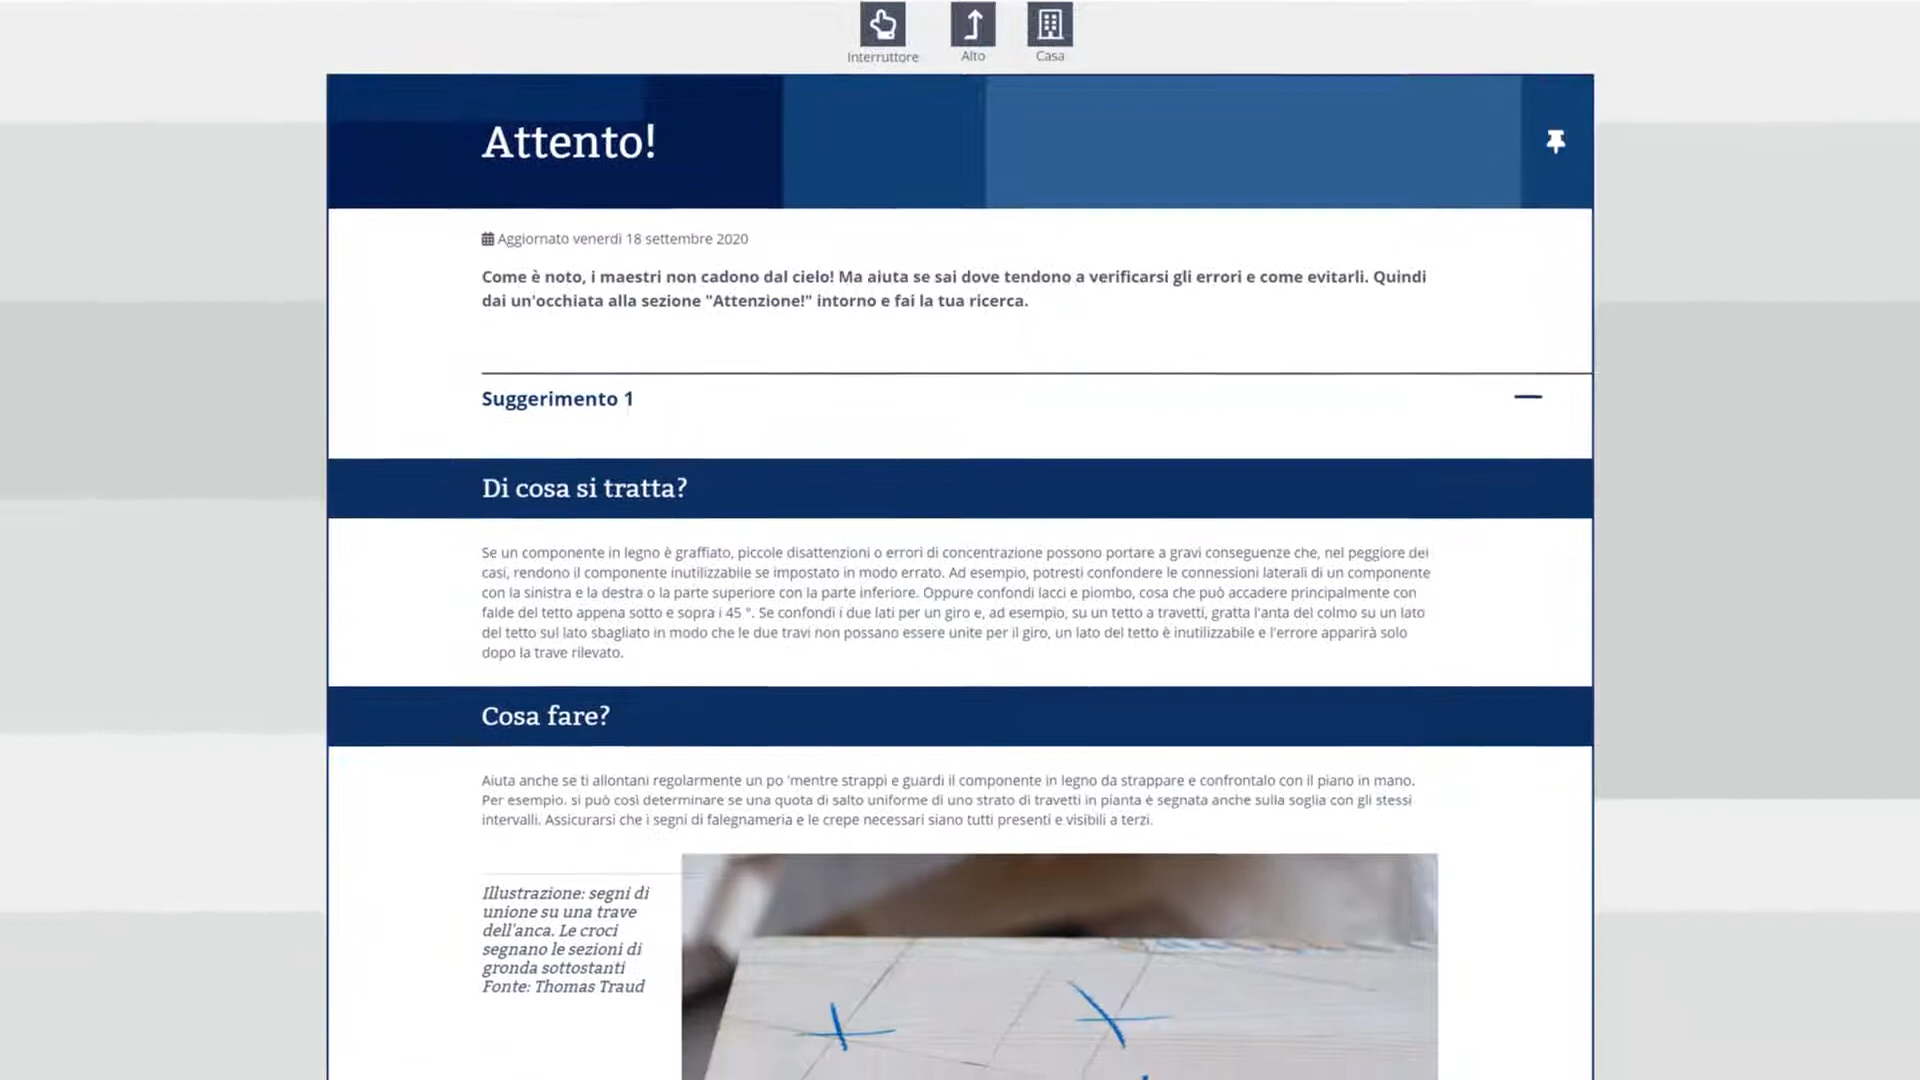 Interruttore
Alto
Casa
Attento!
Aggiornato venerdì 18 settembre 2020
Come è noto, i maestri non cadono dal cielo! Ma aiuta se sai dove tendono a verificarsi gli errori e come evitarli. Quindi
dai un'occhiata alla sezione "Attenzione!" intorno e fai la tua ricerca.
Suggerimento 1
Di cosa si tratta?
Se un componente in legno è graffiato, piccole disattenzioni o errori di concentrazione possono portare a gravi conseguenze che, nel peggiore dei
casi, rendono il componente inutilizzabile se impostato in modo errato. Ad esempio, potresti confondere le connessioni laterali di un componente
con la sinistra e la destra o la parte superiore con la parte inferiore. Oppure confondi lacci e piombo, cosa che può accadere principalmente con
falde del tetto appena sotto e sopra i 45 °. Se confondi i due lati per un giro e, ad esempio, su un tetto a travetti, gratta l'anta del colmo su un lato
del tetto sul lato sbagliato in modo che le due travi non possano essere unite per il giro, un lato del tetto è inutilizzabile e l'errore apparirà solo
dopo la trave rilevato.
Cosa fare?
Aiuta anche se ti allontani regolarmente un po 'mentre strappi e guardi il componente in legno da strappare e confrontalo con il piano in mano.
Per esempio. si può così determinare se una quota di salto uniforme di uno strato di travetti in pianta è segnata anche sulla soglia con gli stessi
intervalli. Assicurarsi che i segni di falegnameria e le crepe necessari siano tutti presenti e visibili a terzi.
Illustrazione: segni di
unione su una trave
dell'anca. Le croci
segnano le sezioni di
gronda sottostanti
Fonte: Thomas Traud